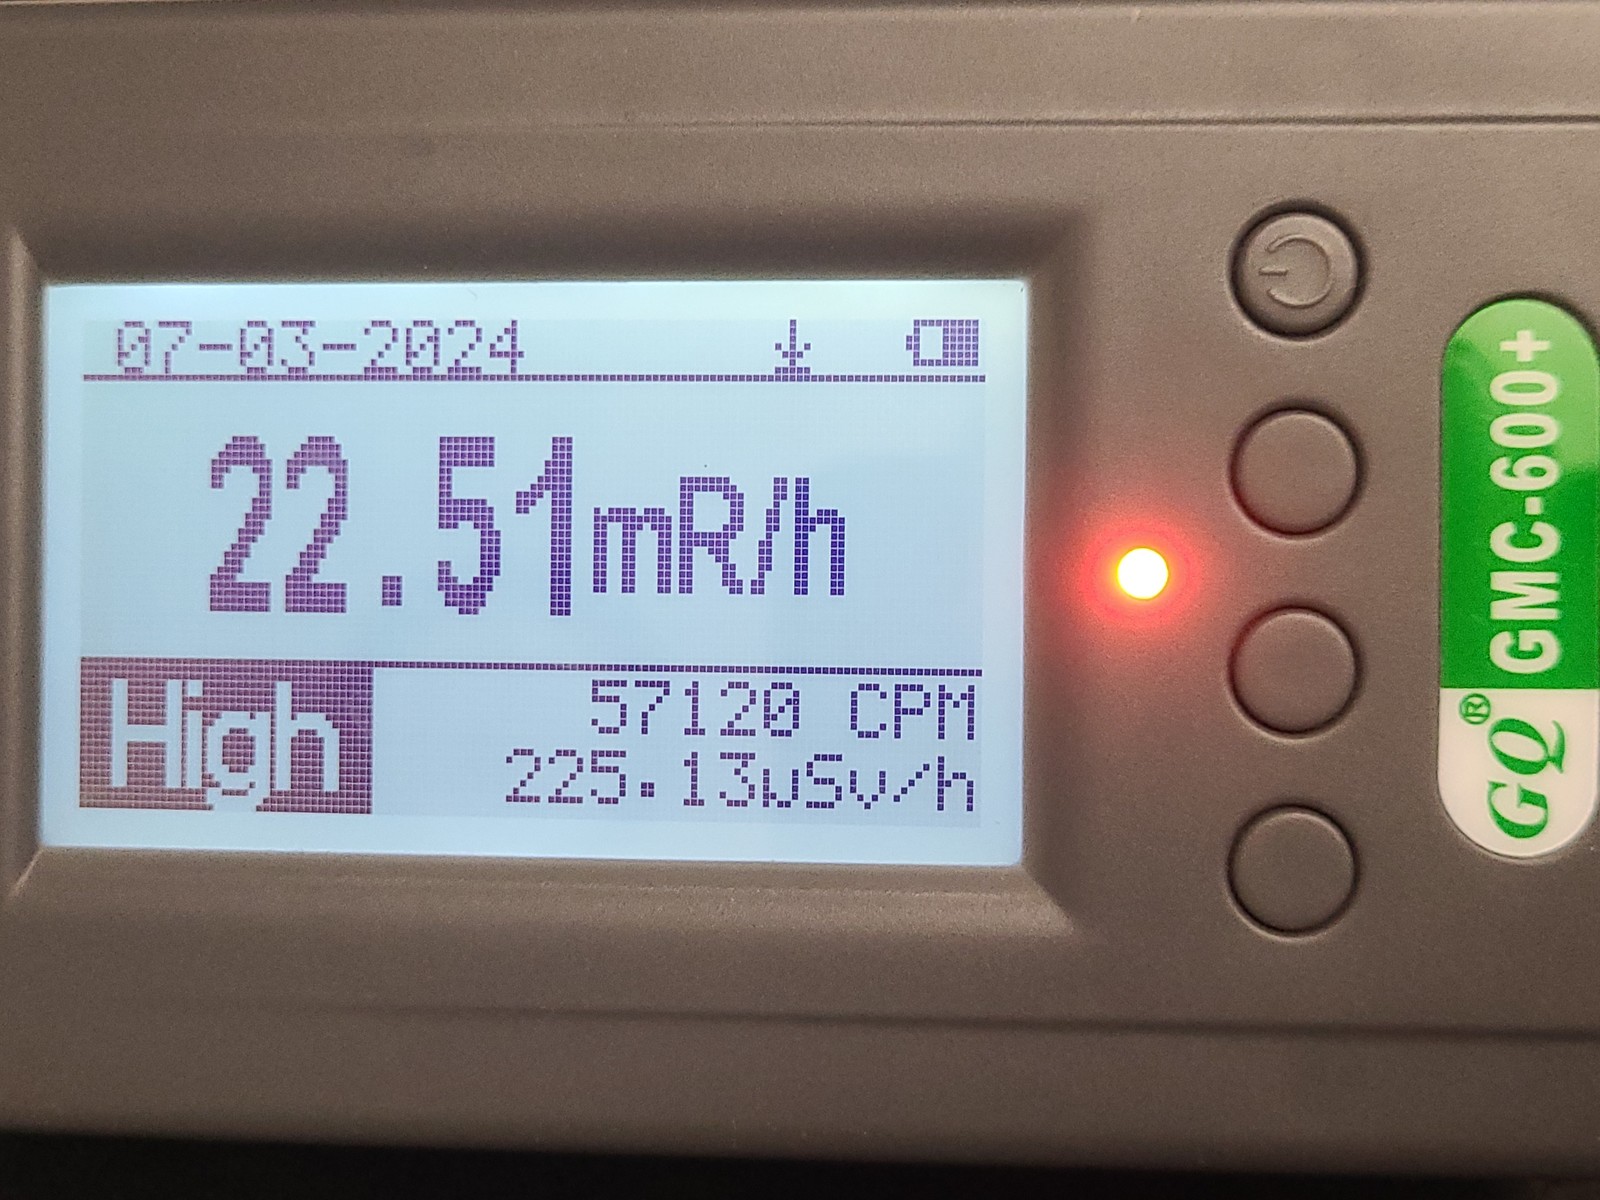 07-03-2024
22.51mR/h
High
57120 CPM
225.13uSv/h
GQ® GMC-600+